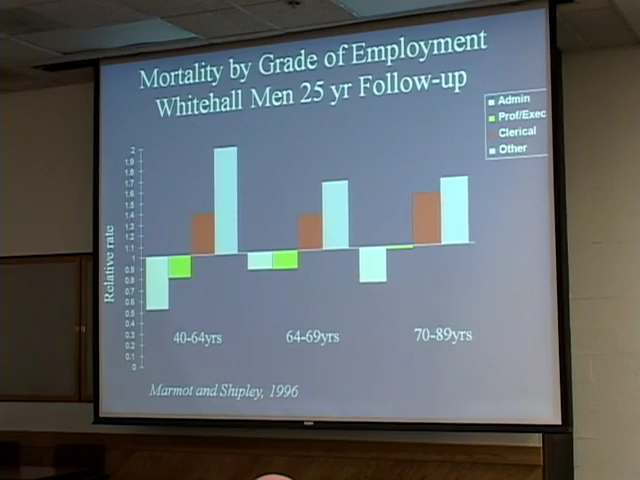 Mortality by Grade of Employment
Whitehall Men 25 yr Follow-up
Admin
Prof/Exec
Clerical
Other
2
1.9
1.8
1.7
1.6
1.5
1.4
1.3
1.2
1.1
1
0.9
0.8
0.7
0.6
0.5
0.4
0.3
0.2
0.1
0
Relative rate
40-64yrs
64-69yrs
70-89yrs
Marmot and Shipley, 1996